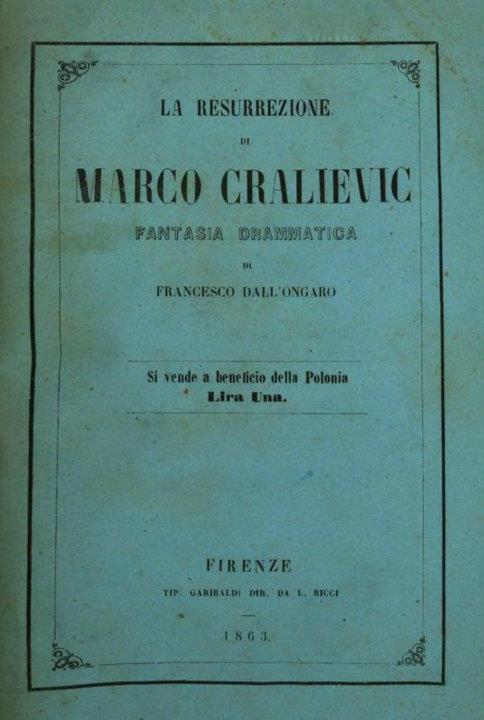 LA RESURREZIONE
DI
MARCO CRALIEVIC
FANTASIA DRAMMATICA
DI
FRANCESCO DALL'ONGARO
Si vende a beneficio della Polonia
Lira Una.
FIRENZE
TIP. GARIBALDI DIR. DA L. RICCI
1863.